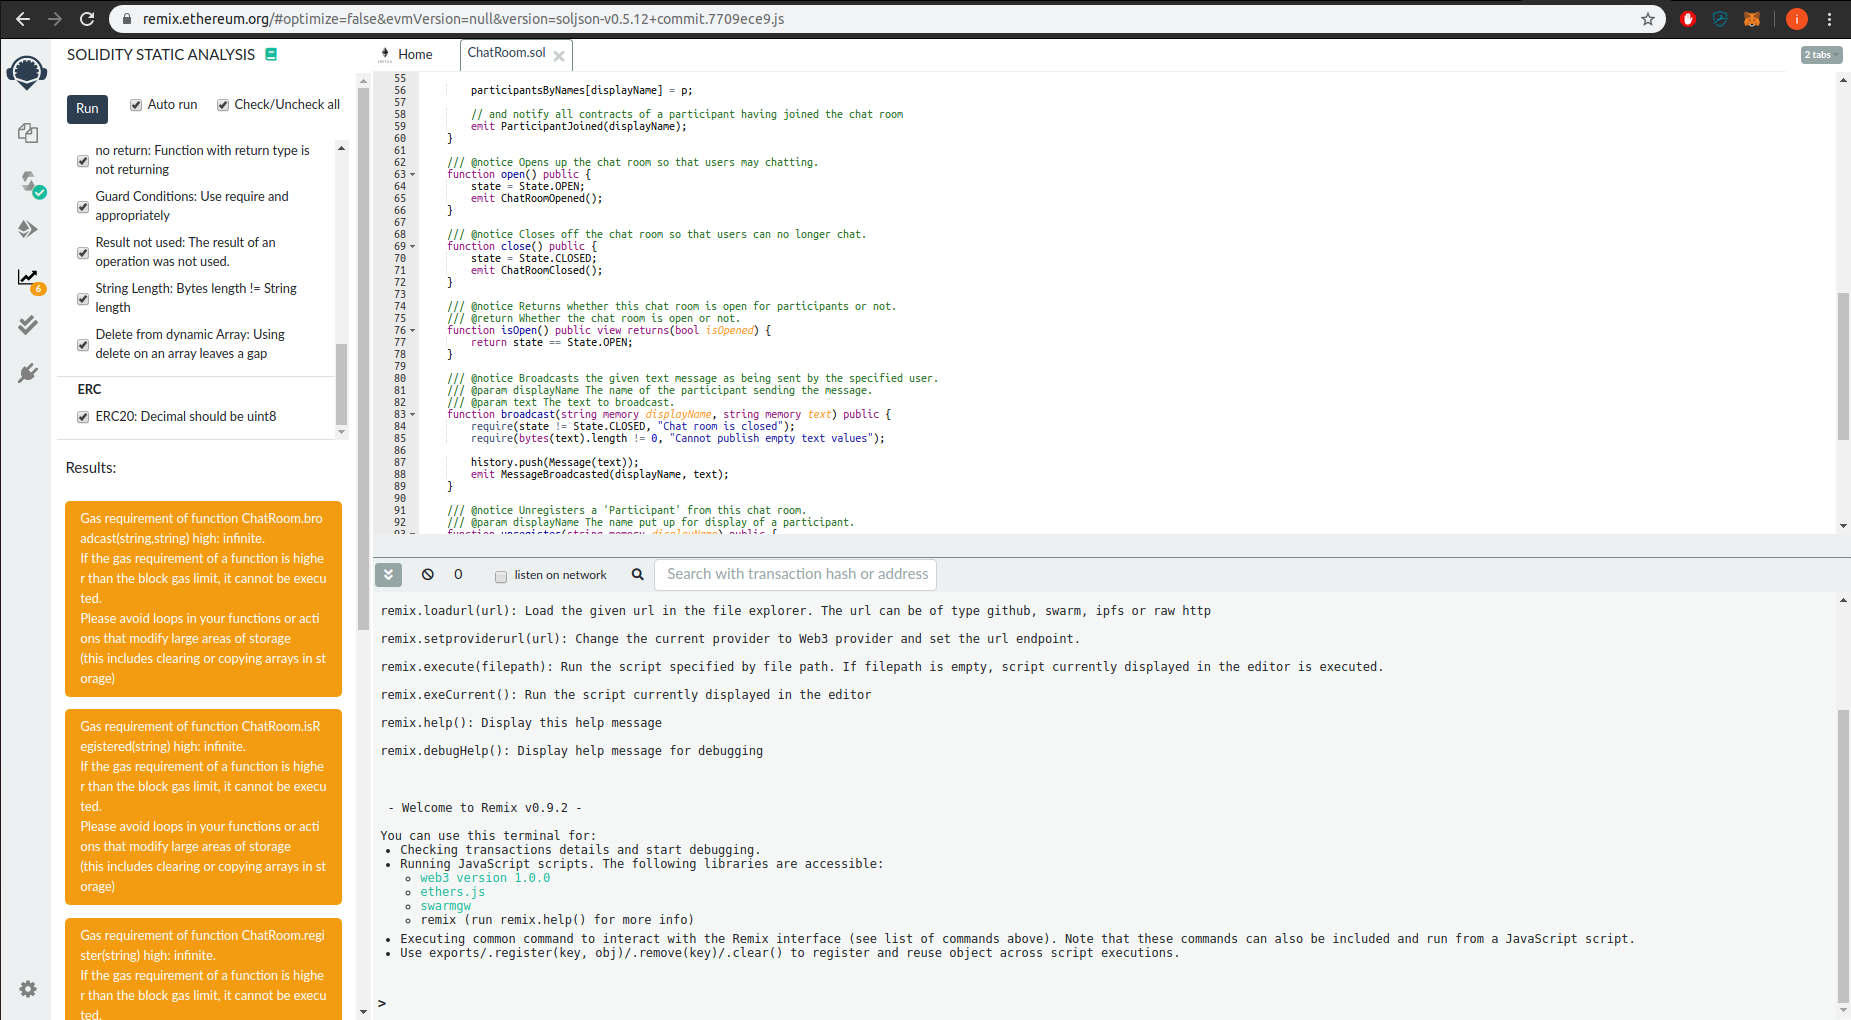 remix.ethereum.org/#optimize=false&evmVersion=null&version=soljson-v0.5.12+commit.7709ece9.js
i
SOLIDITY STATIC ANALYSIS
Run
Auto run
Check/Uncheck all
no return: Function with return type is
not returning
Guard Conditions: Use require and
appropriately
Result not used: The result of an
operation was not used.
String Length: Bytes length != String
length
Delete from dynamic Array: Using
delete on an array leaves a gap
ERC
ERC20: Decimal should be uint8
6
Results:
Gas requirement of function ChatRoom.bro
adcast(string,string) high: infinite.
If the gas requirement of a function is highe
r than the block gas limit, it cannot be execu
ted.
Please avoid loops in your functions or acti
ons that modify large areas of storage
(this includes clearing or copying arrays in st
orage)
Gas requirement of function ChatRoom.isR
egistered(string) high: infinite.
If the gas requirement of a function is highe
r than the block gas limit, it cannot be execu
ted.
Please avoid loops in your functions or acti
ons that modify large areas of storage
(this includes clearing or copying arrays in st
orage)
Gas requirement of function ChatRoom.regi
ster(string) high: infinite.
If the gas requirement of a function is highe
r than the block gas limit, it cannot be execu
ted.
Home
ChatRoom.sol
2 tabs
55
56 participantsByNames[displayName] = p;
57
58 // and notify all contracts of a participant having joined the chat room
59 emit ParticipantJoined(displayName);
60 }
61
62 /// @notice Opens up the chat room so that users may chatting.
63 function open() public {
64 state = State.OPEN;
65 emit ChatRoomOpened();
66 }
67
68 /// @notice Closes off the chat room so that users can no longer chat.
69 function close() public {
70 state = State.CLOSED;
71 emit ChatRoomClosed();
72 }
73
74 /// @notice Returns whether this chat room is open for participants or not.
75 /// @return Whether the chat room is open or not.
76 function isOpen() public view returns(bool isOpened) {
77 return state == State.OPEN;
78 }
79
80 /// @notice Broadcasts the given text message as being sent by the specified user.
81 /// @param displayName The name of the participant sending the message.
82 /// @param text The text to broadcast.
83 function broadcast(string memory displayName, string memory text) public {
84 require(state != State.CLOSED, "Chat room is closed");
85 require(bytes(text).length != 0, "Cannot publish empty text values");
86
87 history.push(Message(text));
88 emit MessageBroadcasted(displayName, text);
89 }
90
91 /// @notice Unregisters a 'Participant' from this chat room.
92 /// @param displayName The name put up for display of a participant.
93 function unregister(string memory displayName) public {
0
listen on network
Search with transaction hash or address
remix.loadurl(url): Load the given url in the file explorer. The url can be of type github, swarm, ipfs or raw http
remix.setproviderurl(url): Change the current provider to Web3 provider and set the url endpoint.
remix.execute(filepath): Run the script specified by file path. If filepath is empty, script currently displayed in the editor is executed.
remix.exeCurrent(): Run the script currently displayed in the editor
remix.help(): Display this help message
remix.debugHelp(): Display help message for debugging
- Welcome to Remix v0.9.2 -
You can use this terminal for:
• Checking transactions details and start debugging.
• Running JavaScript scripts. The following libraries are accessible:
◦ web3 version 1.0.0
◦ ethers.js
◦ swarmgw
◦ remix (run remix.help() for more info)
• Executing common command to interact with the Remix interface (see list of commands above). Note that these commands can also be included and run from a JavaScript script.
• Use exports/.register(key, obj)/.remove(key)/.clear() to register and reuse object across script executions.
>